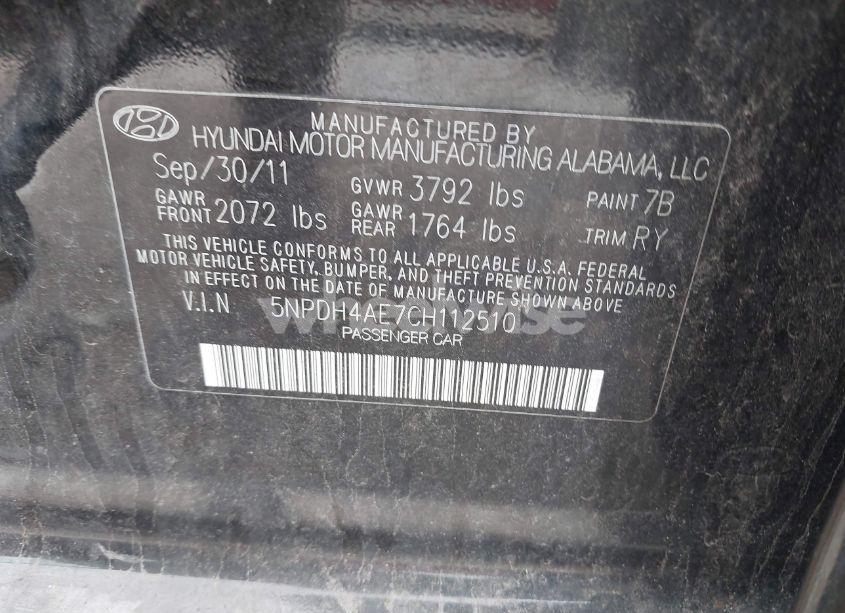 MANUFACTURED BY
HYUNDAI MOTOR MANUFACTURING ALABAMA, LLC
Sep/30/11 GVWR 3792 lbs PAINT 7B
GAWR FRONT 2072 lbs GAWR REAR 1764 lbs TRIM RY
THIS VEHICLE CONFORMS TO ALL APPLICABLE U.S.A. FEDERAL
MOTOR VEHICLE SAFETY, BUMPER, AND THEFT PREVENTION STANDARDS
IN EFFECT ON THE DATE OF MANUFACTURE SHOWN ABOVE
V.I.N 5NPDH4AE7CH112510
PASSENGER CAR